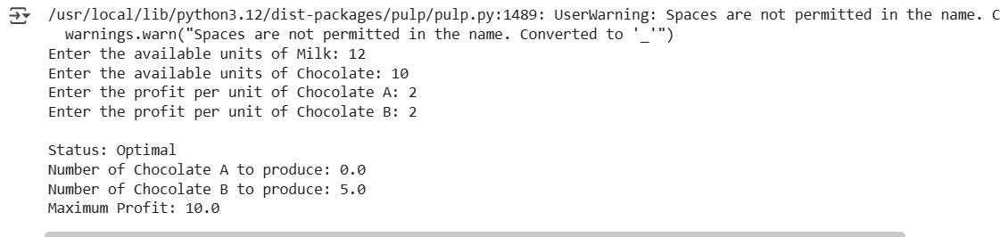 /usr/local/lib/python3.12/dist-packages/pulp/pulp.py:1489: UserWarning: Spaces are not permitted in the name. C
warnings.warn("Spaces are not permitted in the name. Converted to '_'")
Enter the available units of Milk: 12
Enter the available units of Chocolate: 10
Enter the profit per unit of Chocolate A: 2
Enter the profit per unit of Chocolate B: 2
Status: Optimal
Number of Chocolate A to produce: 0.0
Number of Chocolate B to produce: 5.0
Maximum Profit: 10.0